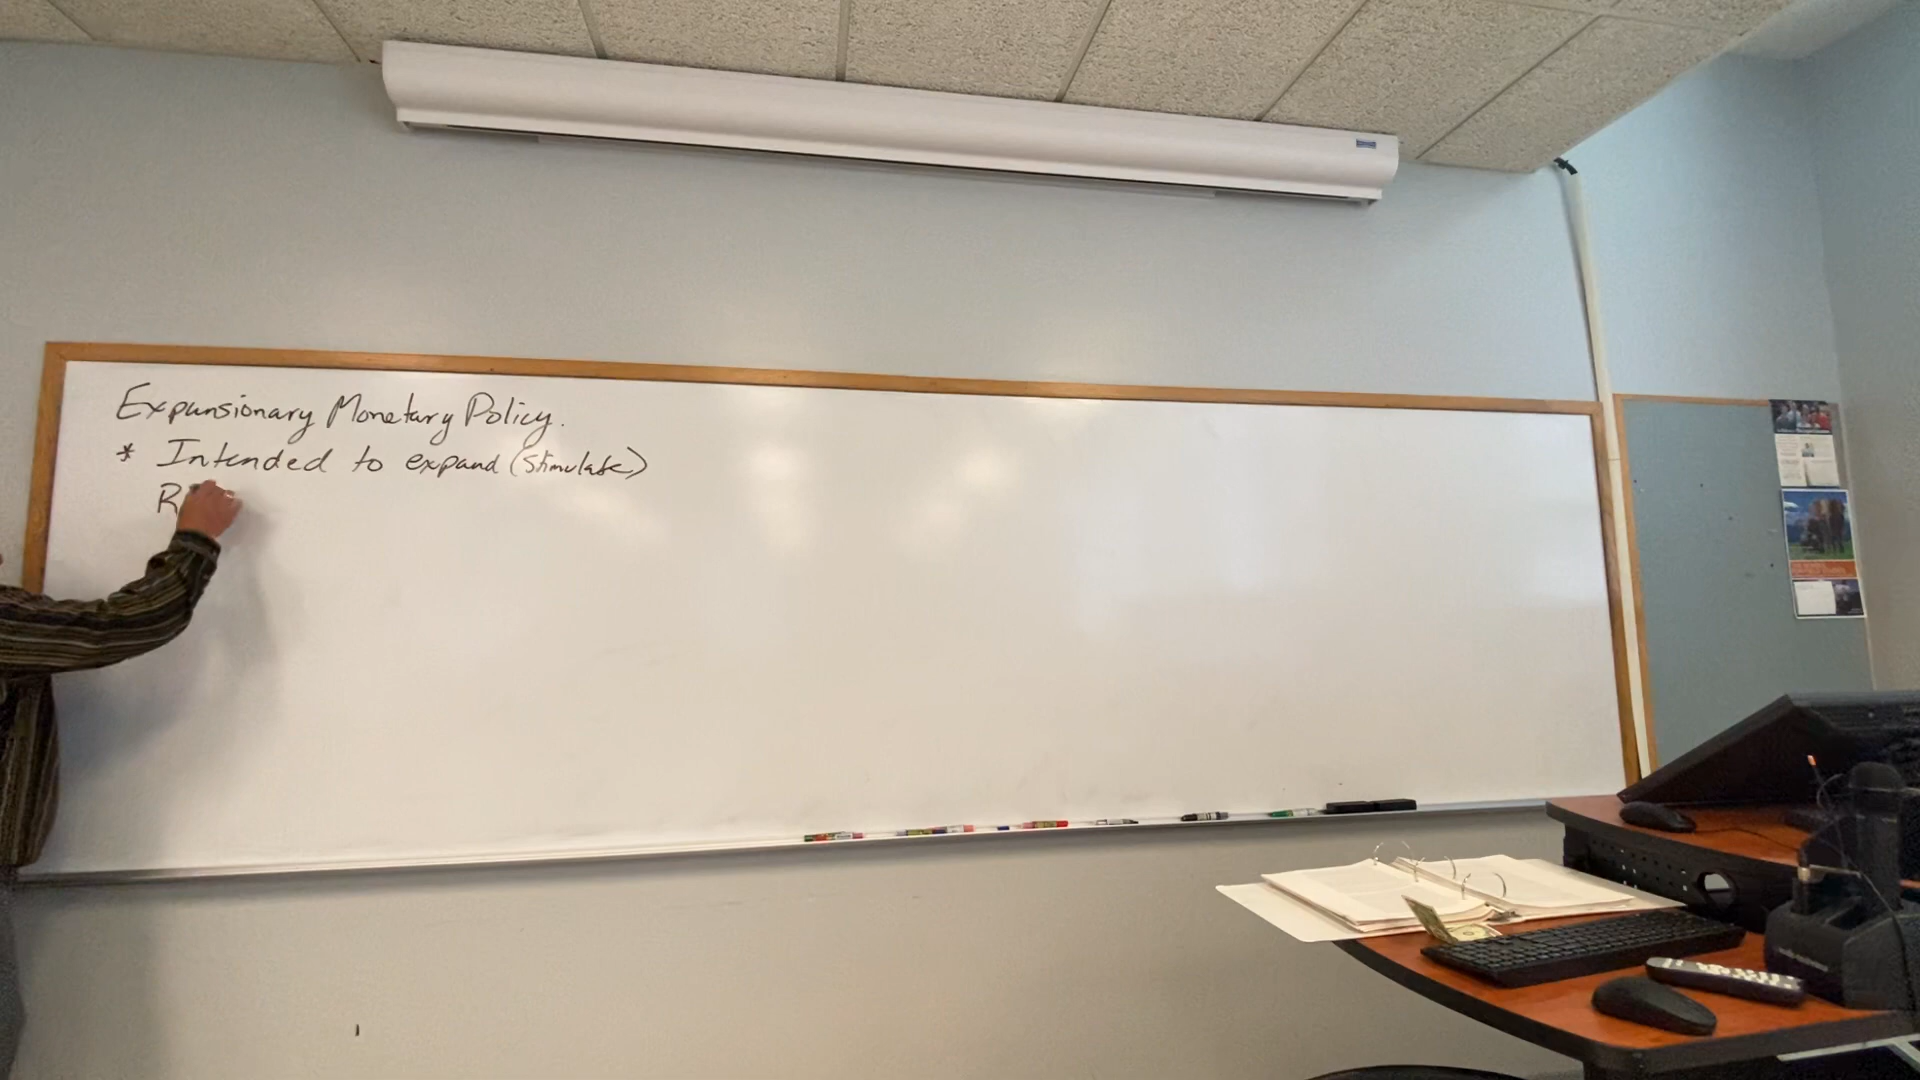 Expansionary Monetary Policy.
* Intended to expand (stimulate)
R